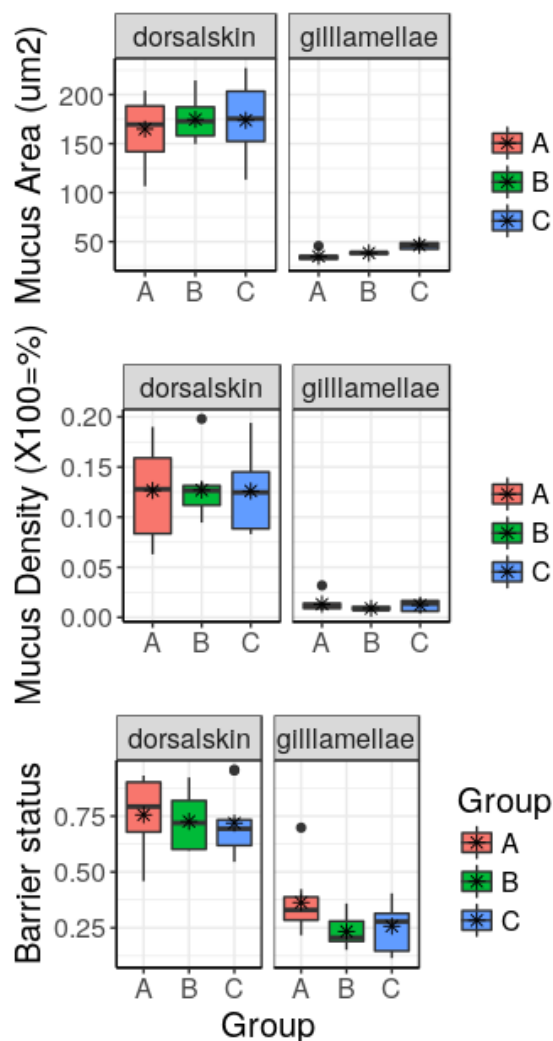 dorsalskin gilllamellae
Mucus Area (um2)
200
150
100
50
A B C A B C
A
B
C
dorsalskin gilllamellae
Mucus Density (X100=%)
0.20
0.15
0.10
0.05
0.00
A B C A B C
A
B
C
dorsalskin gilllamellae
Barrier status
0.75
0.50
0.25
A B C A B C
Group
Group
A
B
C